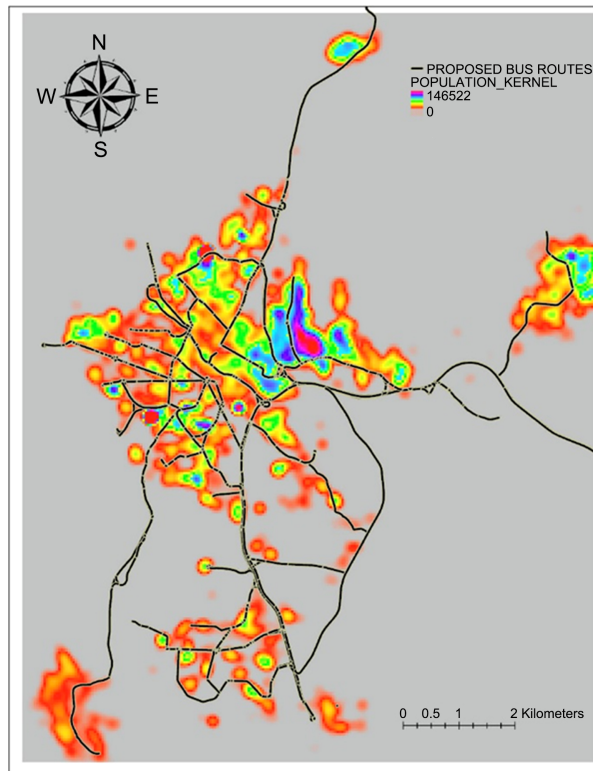 N
W E
S
PROPOSED BUS ROUTES
POPULATION_KERNEL
146522
0
0 0.5 1 2 Kilometers